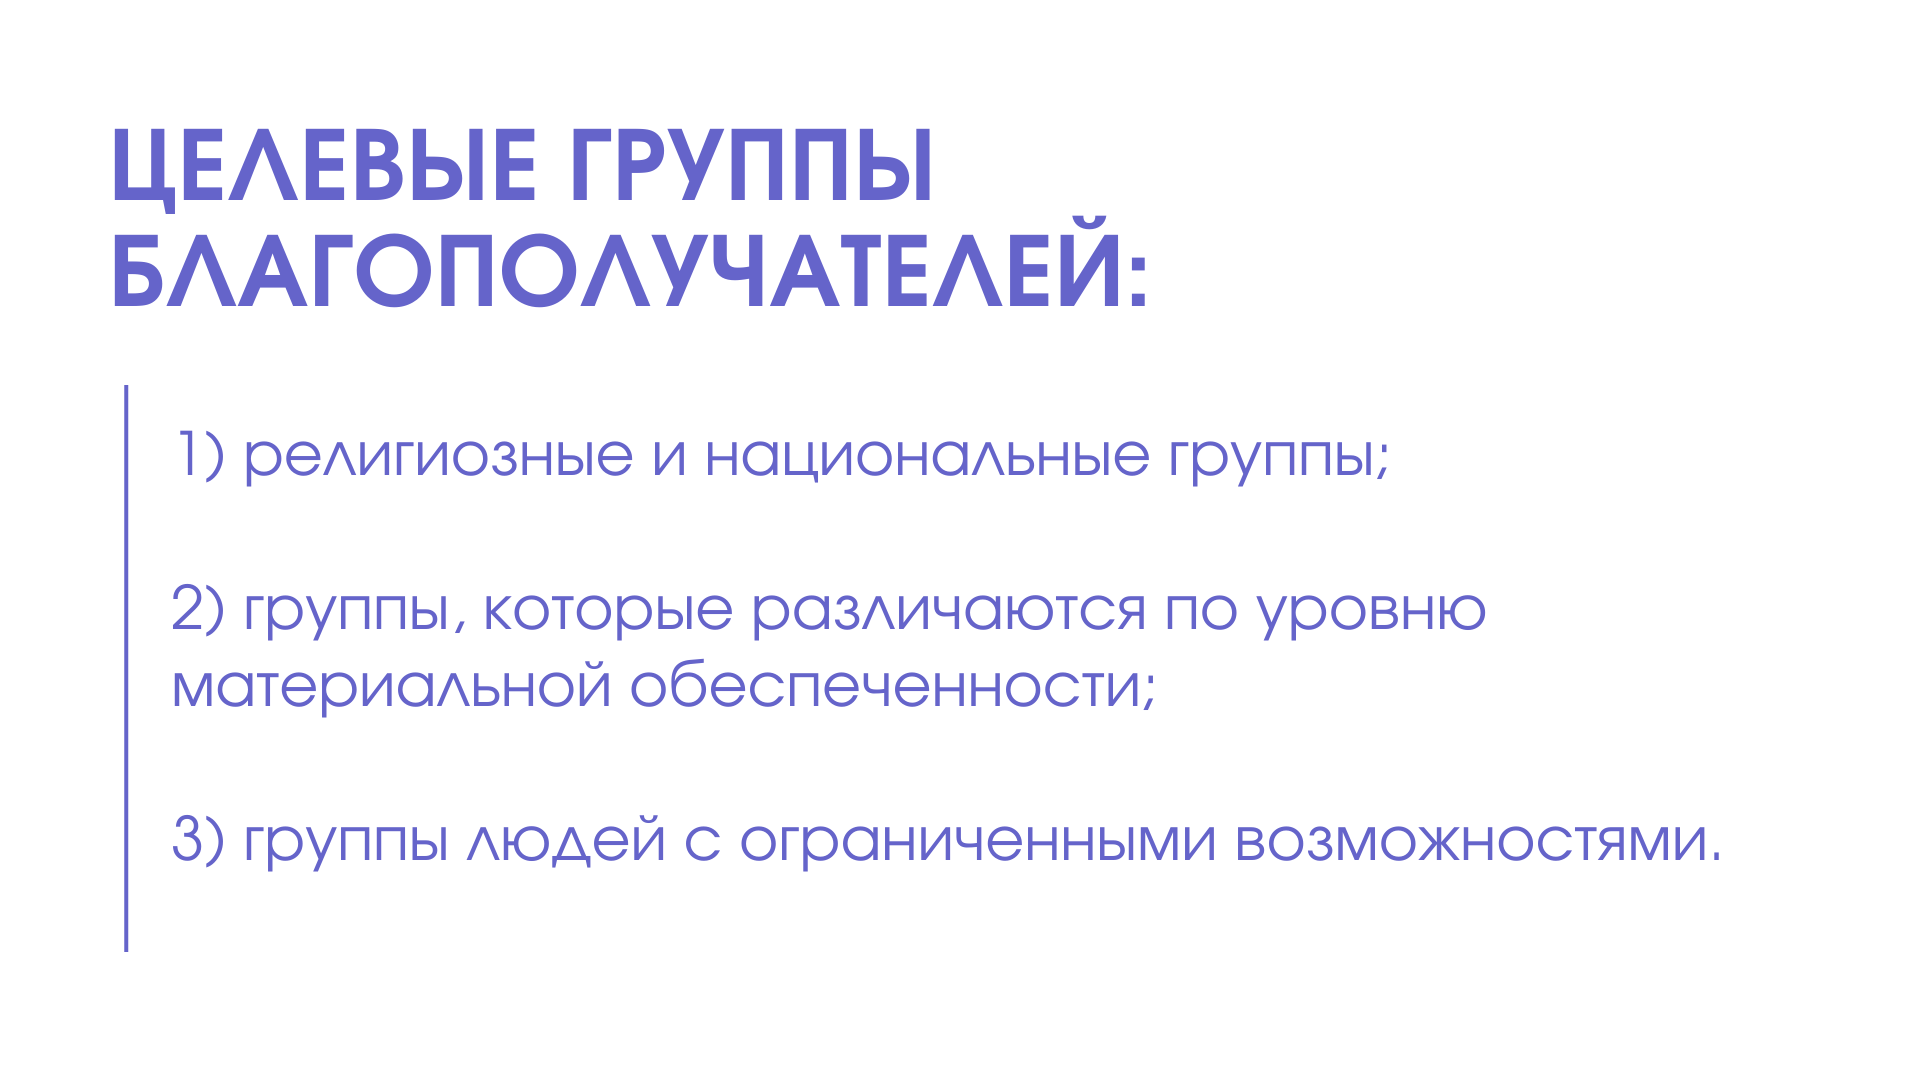 ЦЕЛЕВЫЕ ГРУППЫ
БЛАГОПОЛУЧАТЕЛЕЙ:
1) религиозные и национальные группы;
2) группы, которые различаются по уровню
материальной обеспеченности;
3) группы людей с ограниченными возможностями.